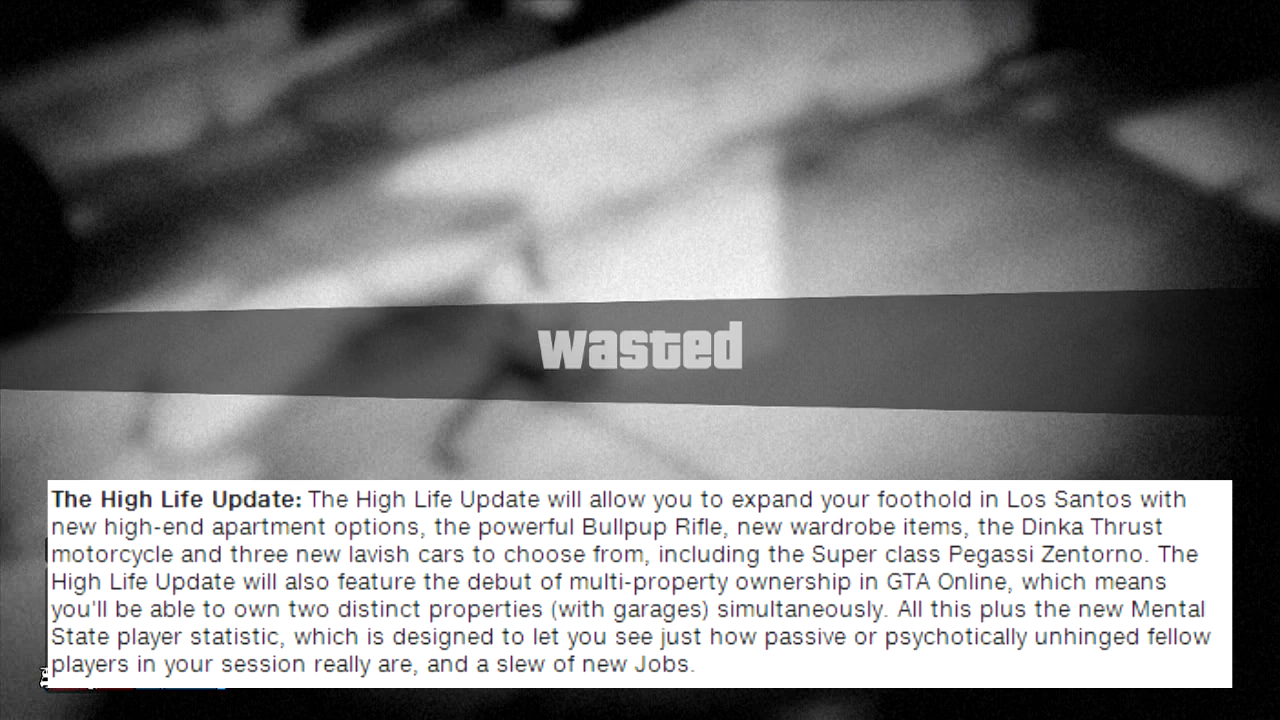 wasted
The High Life Update: The High Life Update will allow you to expand your foothold in Los Santos with
new high-end apartment options, the powerful Bullpup Rifle, new wardrobe items, the Dinka Thrust
motorcycle and three new lavish cars to choose from, including the Super class Pegassi Zentorno. The
High Life Update will also feature the debut of multi-property ownership in GTA Online, which means
you'll be able to own two distinct properties (with garages) simultaneously. All this plus the new Mental
State player statistic, which is designed to let you see just how passive or psychotically unhinged fellow
players in your session really are, and a slew of new Jobs.